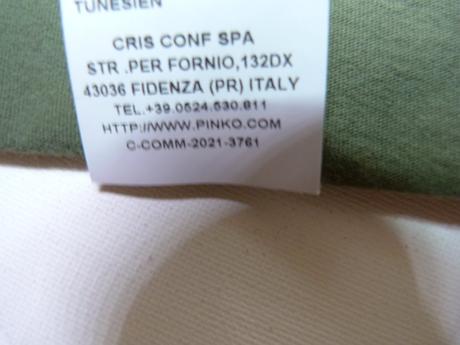 TUNESIEN
CRIS CONF SPA
STR .PER FORNIO,132DX
43036 FIDENZA (PR) ITALY
TEL.+39.0524.530.811
HTTP://WWW.PINKO.COM
C-COMM-2021-3761